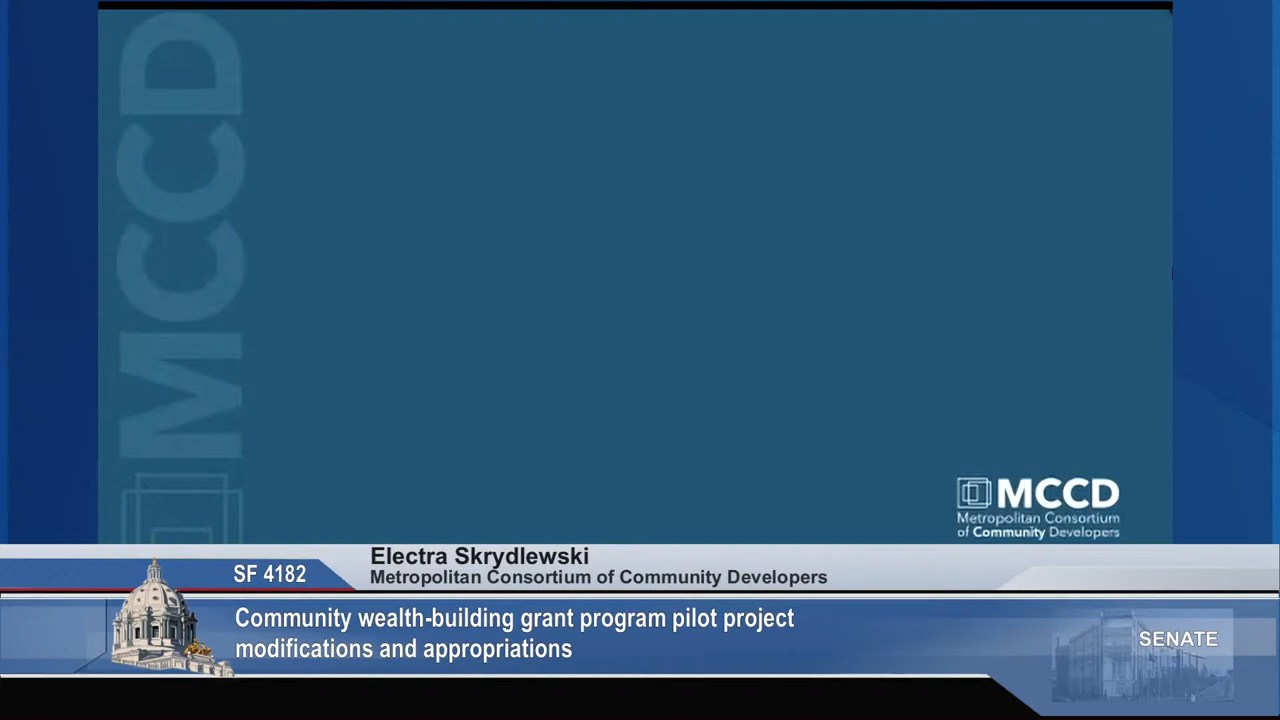 MCCD
MCCD
Metropolitan Consortium
of Community Developers
Electra Skrydlewski
Metropolitan Consortium of Community Developers
SF 4182
Community wealth-building grant program pilot project
modifications and appropriations
SENATE